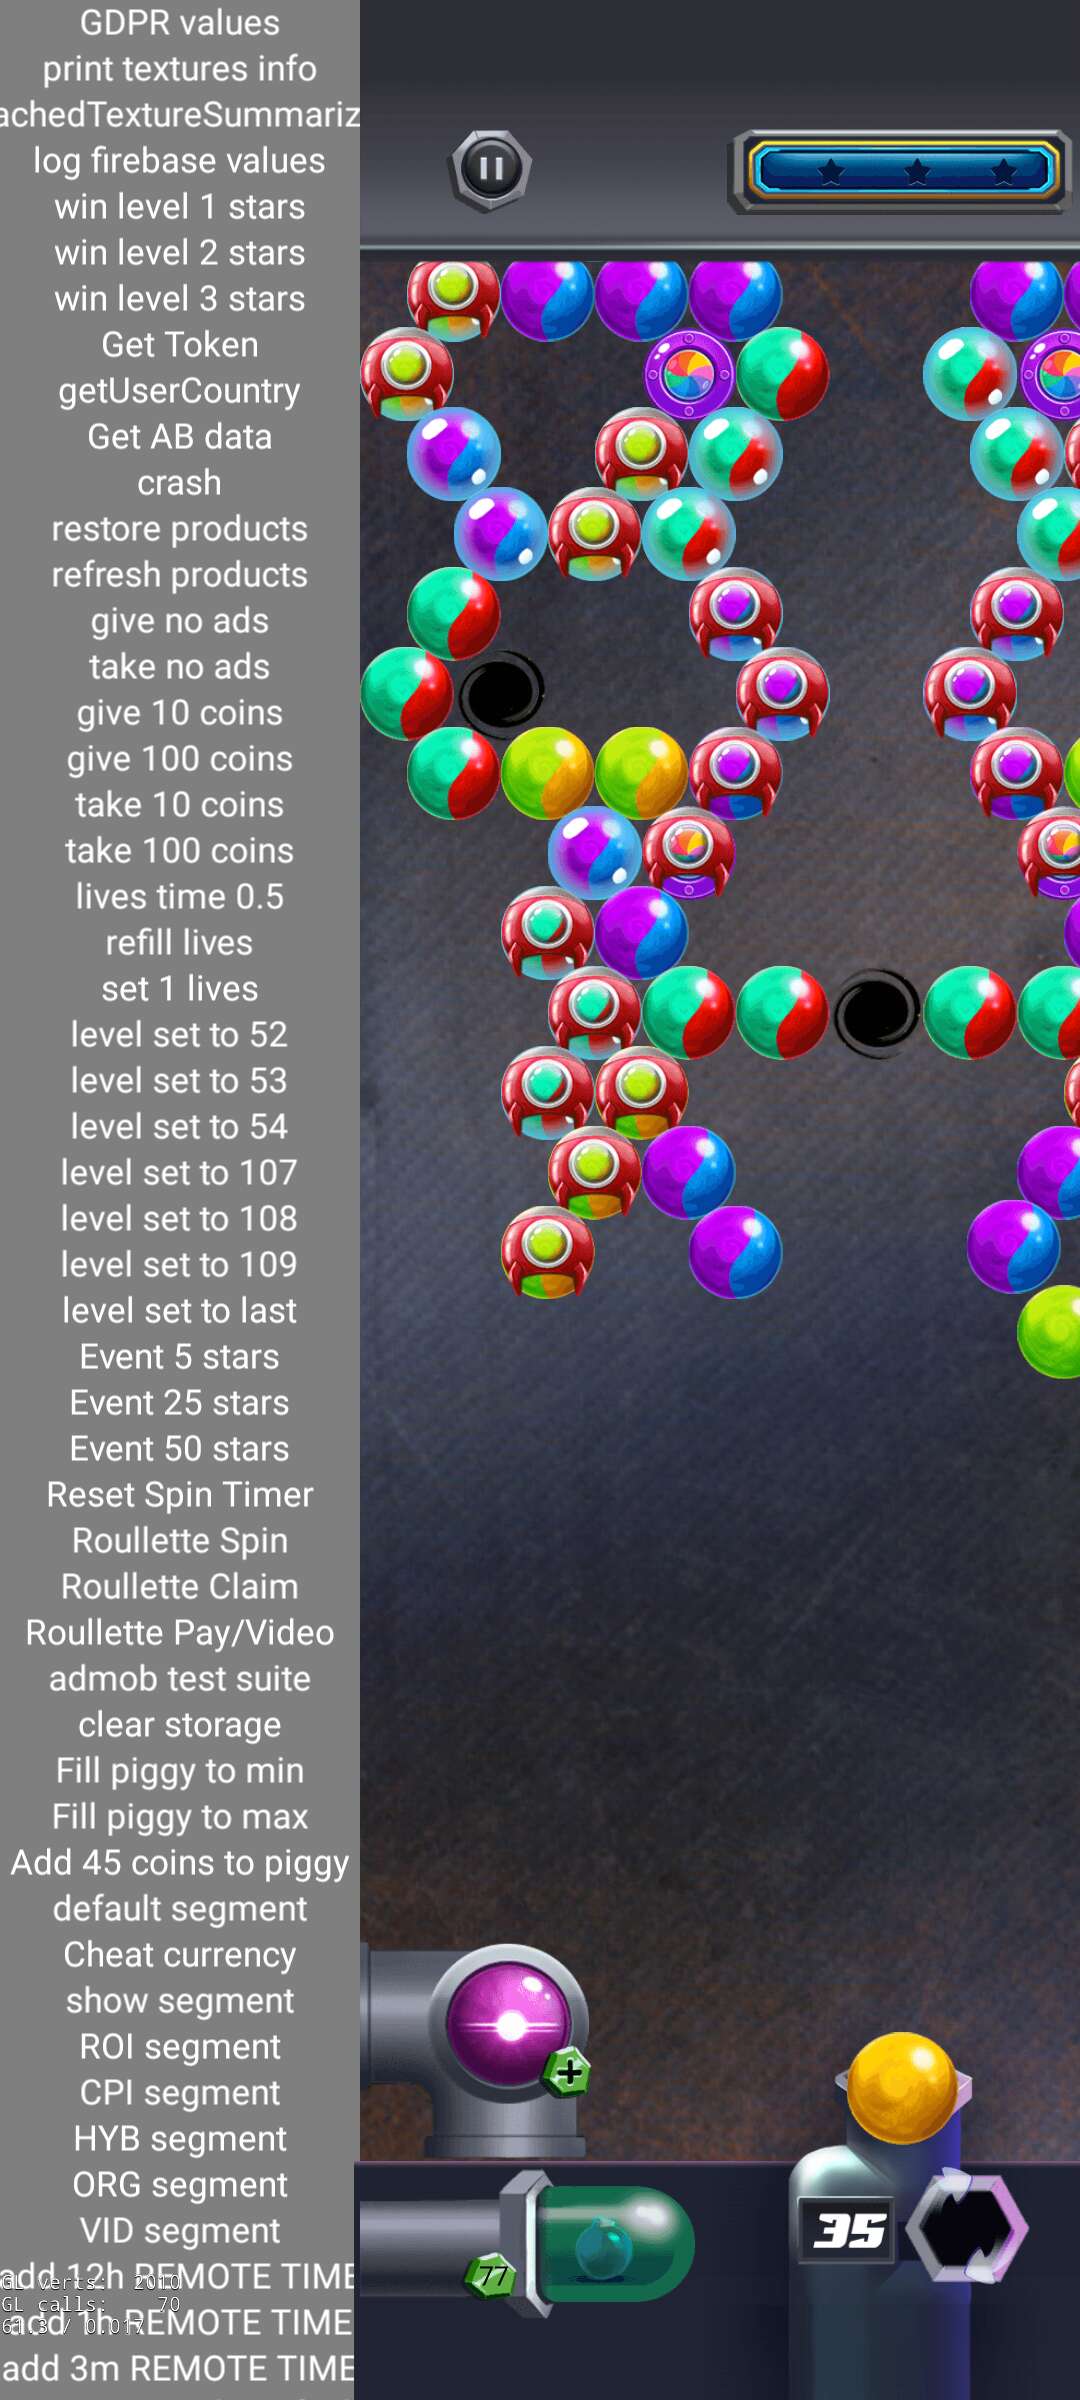 GDPR values
print textures info
achedTextureSummariz
log firebase values
win level 1 stars
win level 2 stars
win level 3 stars
Get Token
getUserCountry
Get AB data
crash
restore products
refresh products
give no ads
take no ads
give 10 coins
give 100 coins
take 10 coins
take 100 coins
lives time 0.5
refill lives
set 1 lives
level set to 52
level set to 53
level set to 54
level set to 107
level set to 108
level set to 109
level set to last
Event 5 stars
Event 25 stars
Event 50 stars
Reset Spin Timer
Roullette Spin
Roullette Claim
Roullette Pay/Video
admob test suite
clear storage
Fill piggy to min
Fill piggy to max
Add 45 coins to piggy
default segment
Cheat currency
show segment
ROI segment
CPI segment
HYB segment
ORG segment
VID segment
add 12h REMOTE TIME
GL verts: 2010
GL calls: 70
61.3 / 0.017
add 1h REMOTE TIME
add 3m REMOTE TIME
77
35